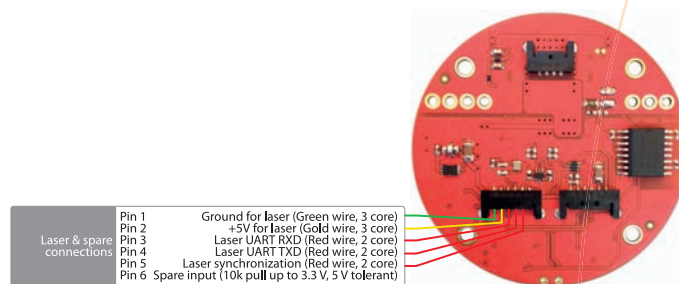 Laser & spare connections
Pin 1 Ground for laser (Green wire, 3 core)
Pin 2 +5V for laser (Gold wire, 3 core)
Pin 3 Laser UART RXD (Red wire, 2 core)
Pin 4 Laser UART TXD (Red wire, 2 core)
Pin 5 Laser synchronization (Red wire, 2 core)
Pin 6 Spare input (10k pull up to 3.3 V, 5 V tolerant)